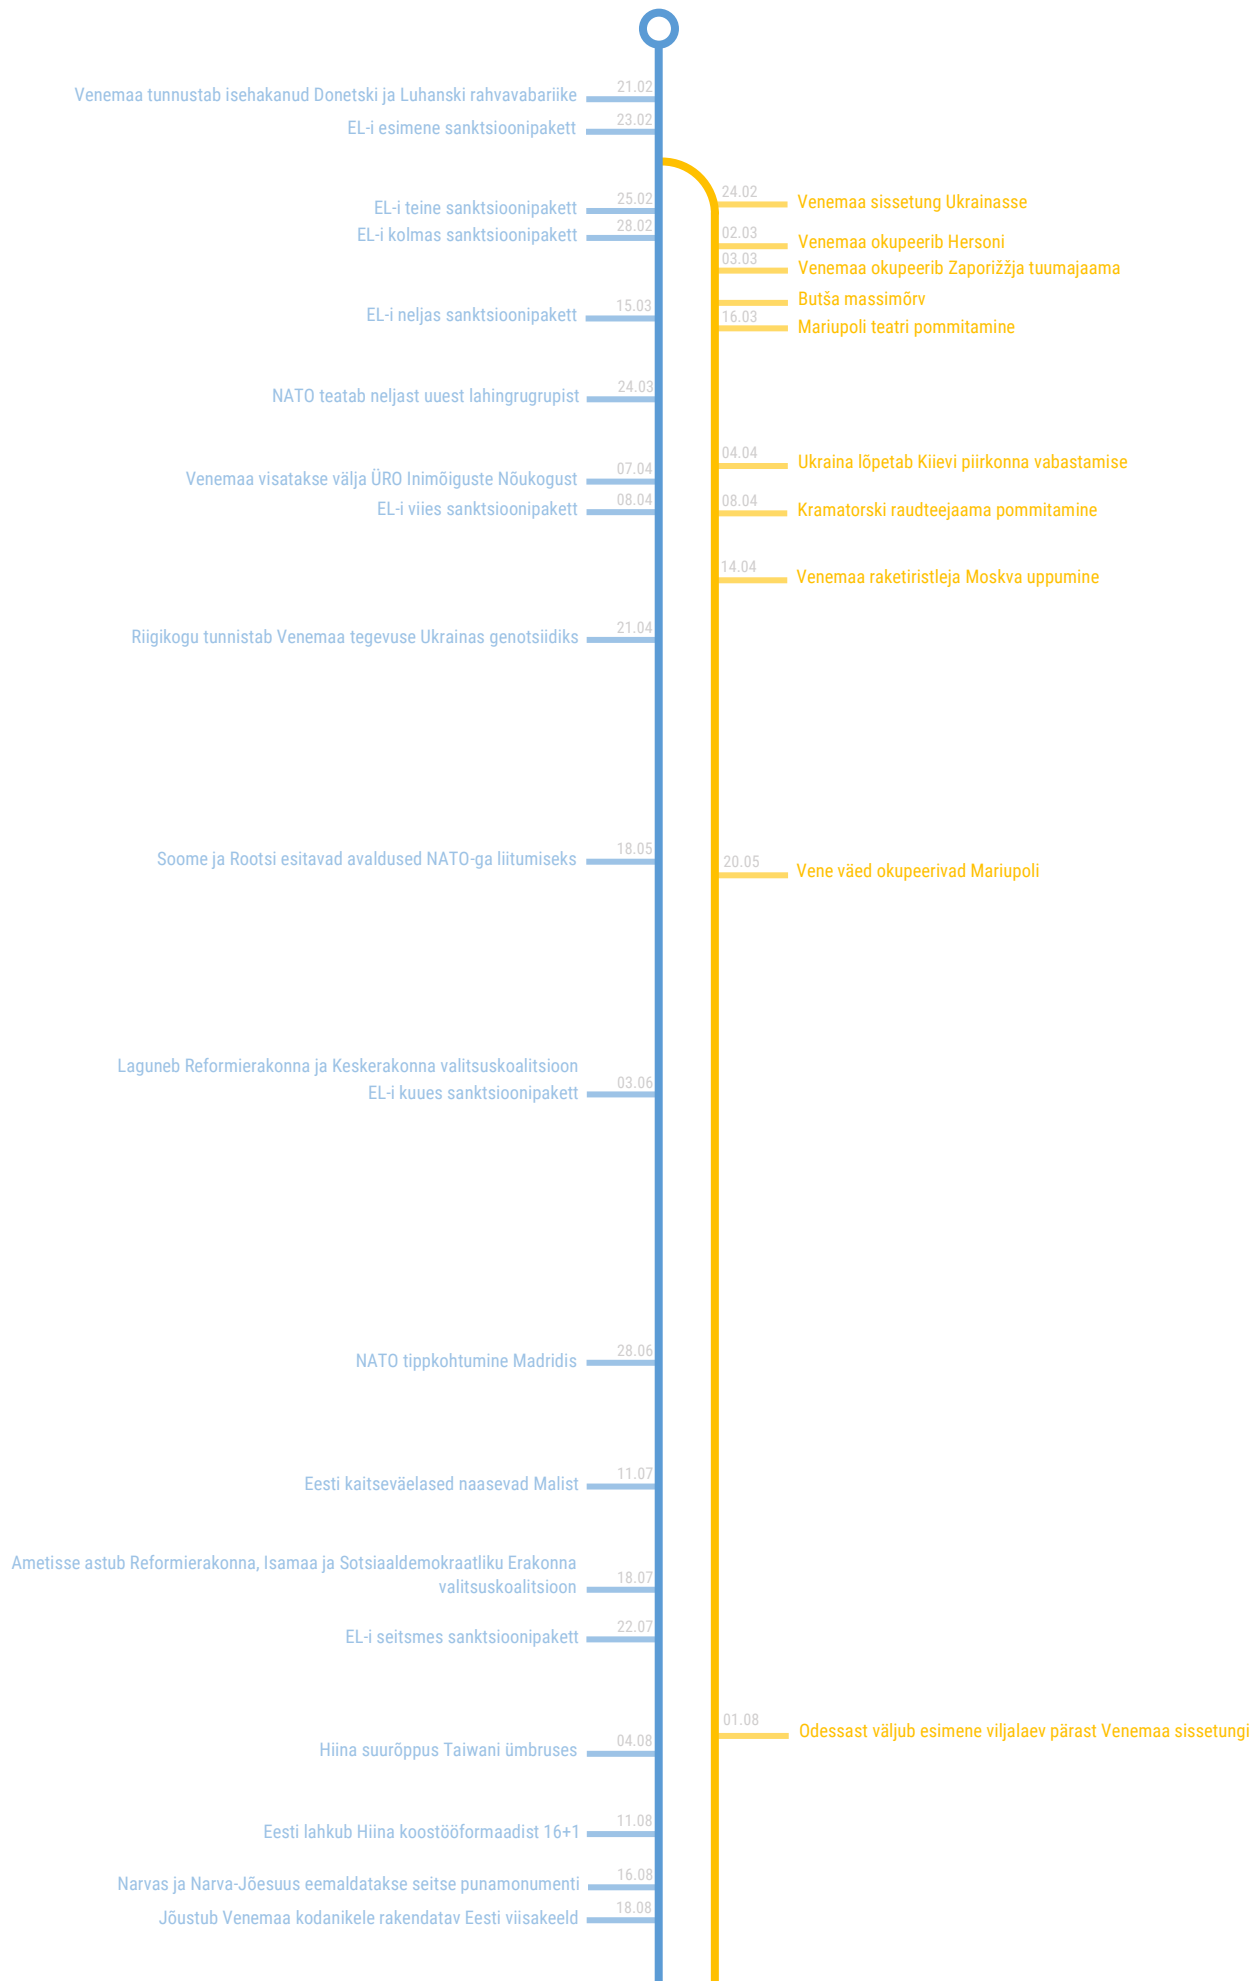 21.02
Venemaa tunnustab isehakanud Donetski ja Luhanski rahvavabariike
23.02
EL-i esimene sanktsioonipakett
24.02
Venemaa sissetung Ukrainasse
25.02
EL-i teine sanktsioonipakett
28.02
EL-i kolmas sanktsioonipakett
02.03
Venemaa okupeerib Hersoni
03.03
Venemaa okupeerib Zaporižžja tuumajaama
Butša massimõrv
15.03
EL-i neljas sanktsioonipakett
16.03
Mariupoli teatri pommitamine
24.03
NATO teatab neljast uuest lahingrugrupist
04.04
Ukraina lõpetab Kiievi piirkonna vabastamise
07.04
Venemaa visatakse välja ÜRO Inimõiguste Nõukogust
08.04
EL-i viies sanktsioonipakett
08.04
Kramatorski raudteejaama pommitamine
14.04
Venemaa raketiristleja Moskva uppumine
21.04
Riigikogu tunnistab Venemaa tegevuse Ukrainas genotsiidiks
18.05
Soome ja Rootsi esitavad avaldused NATO-ga liitumiseks
20.05
Vene väed okupeerivad Mariupoli
Laguneb Reformierakonna ja Keskerakonna valitsuskoalitsioon
03.06
EL-i kuues sanktsioonipakett
28.06
NATO tippkohtumine Madridis
11.07
Eesti kaitseväelased naasevad Malist
Ametisse astub Reformierakonna, Isamaa ja Sotsiaaldemokraatliku Erakonna
18.07
valitsuskoalitsioon
22.07
EL-i seitsmes sanktsioonipakett
01.08
Odessast väljub esimene viljalaev pärast Venemaa sissetungi
04.08
Hiina suurõppus Taiwani ümbruses
11.08
Eesti lahkub Hiina koostööformaadist 16+1
16.08
Narvas ja Narva-Jõesuus eemaldatakse seitse punamonumenti
18.08
Jõustub Venemaa kodanikele rakendatav Eesti viisakeeld